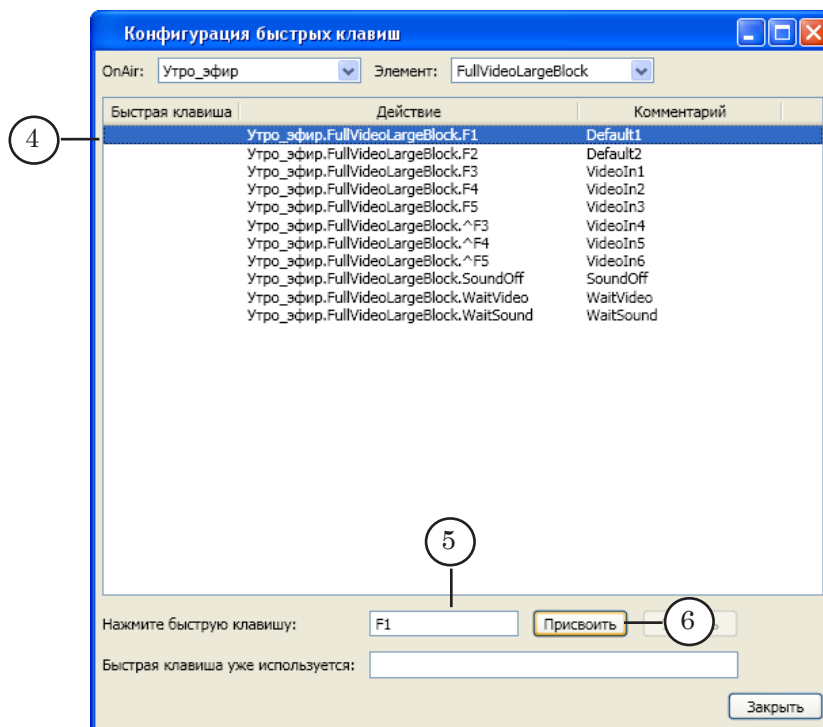 Конфигурация быстрых клавиш
OnAir: Утро_эфир Элемент: FullVideoLargeBlock
Быстрая клавиша Действие Комментарий
4
Утро_эфир.FullVideoLargeBlock.F1 Default1
Утро_эфир.FullVideoLargeBlock.F2 Default2
Утро_эфир.FullVideoLargeBlock.F3 VideoIn1
Утро_эфир.FullVideoLargeBlock.F4 VideoIn2
Утро_эфир.FullVideoLargeBlock.F5 VideoIn3
Утро_эфир.FullVideoLargeBlock.^F3 VideoIn4
Утро_эфир.FullVideoLargeBlock.^F4 VideoIn5
Утро_эфир.FullVideoLargeBlock.^F5 VideoIn6
Утро_эфир.FullVideoLargeBlock.SoundOff SoundOff
Утро_эфир.FullVideoLargeBlock.WaitVideo WaitVideo
Утро_эфир.FullVideoLargeBlock.WaitSound WaitSound
5
Нажмите быструю клавишу: F1 Присвоить 6
Быстрая клавиша уже используется:
Закрыть